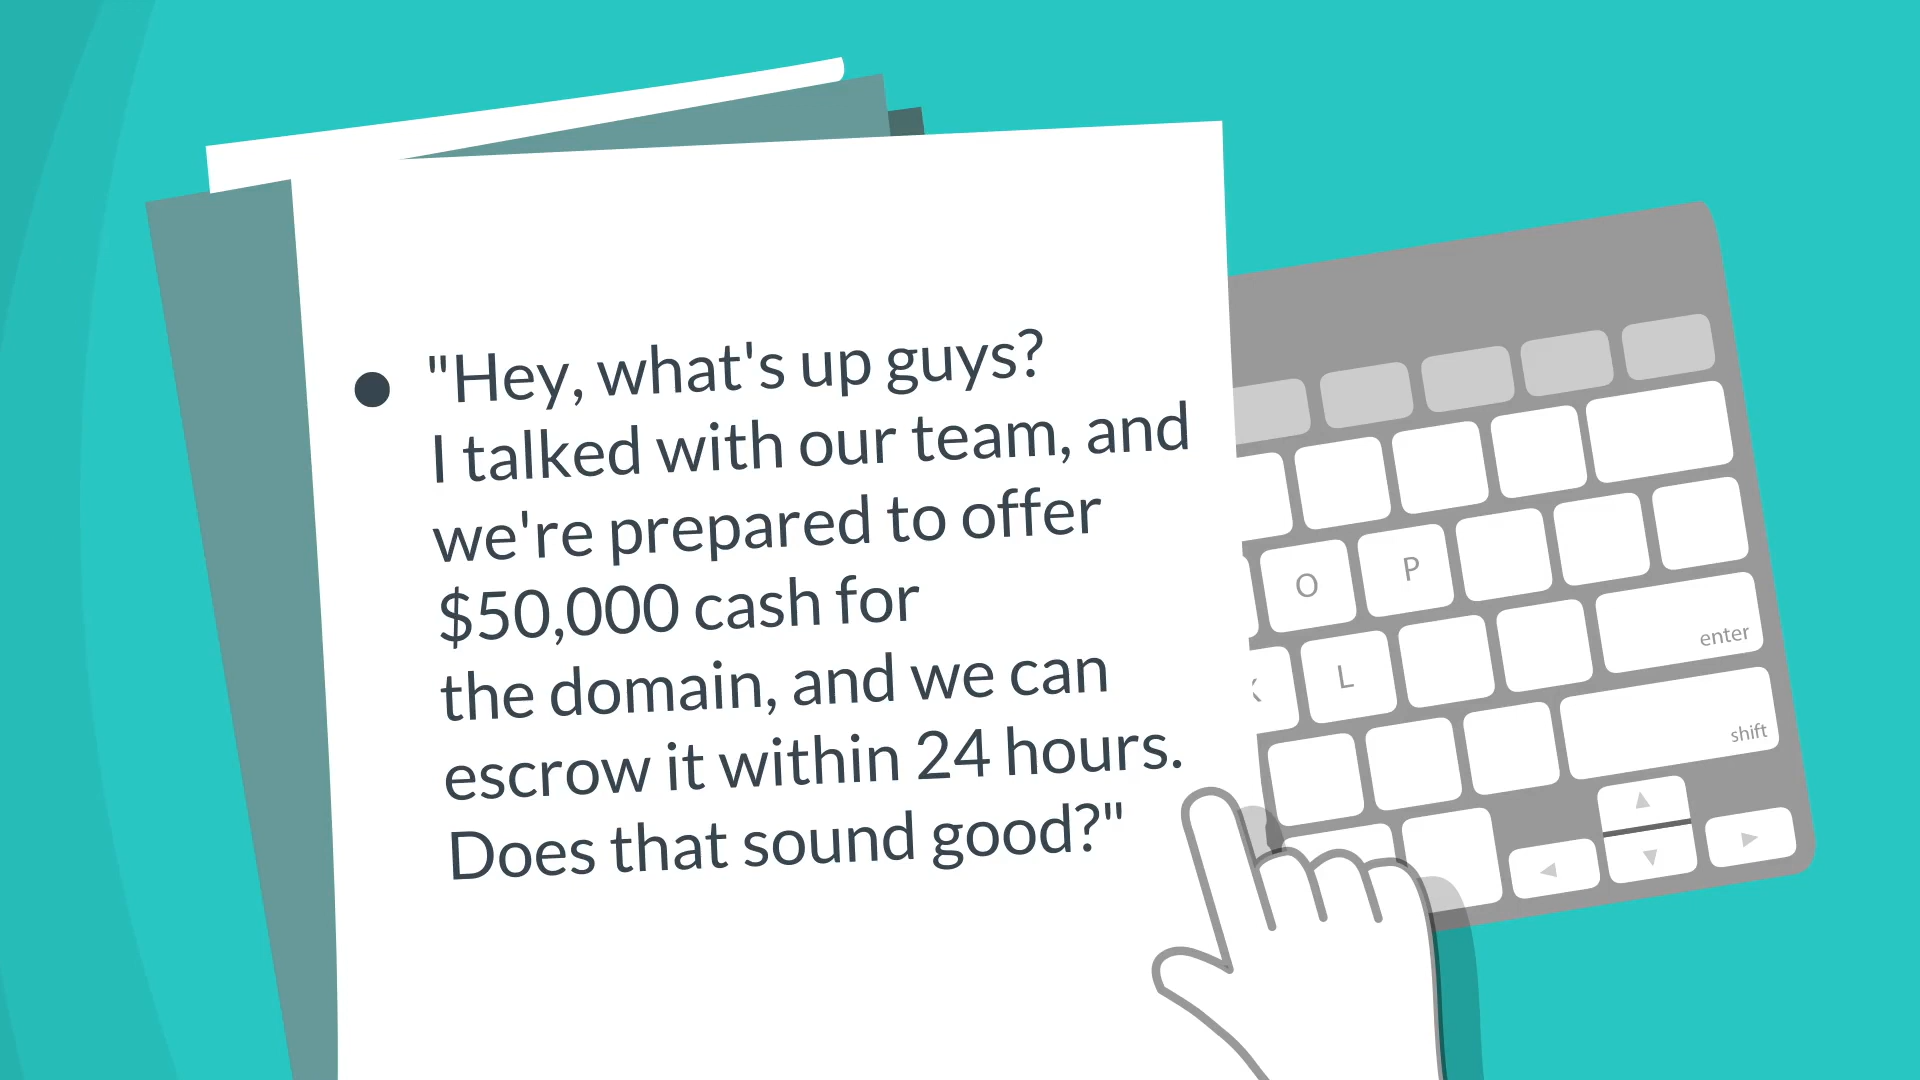 ● "Hey, what's up guys?
I talked with our team, and
we're prepared to offer
$50,000 cash for
the domain, and we can
escrow it within 24 hours.
Does that sound good?"
O P
L
enter
shift